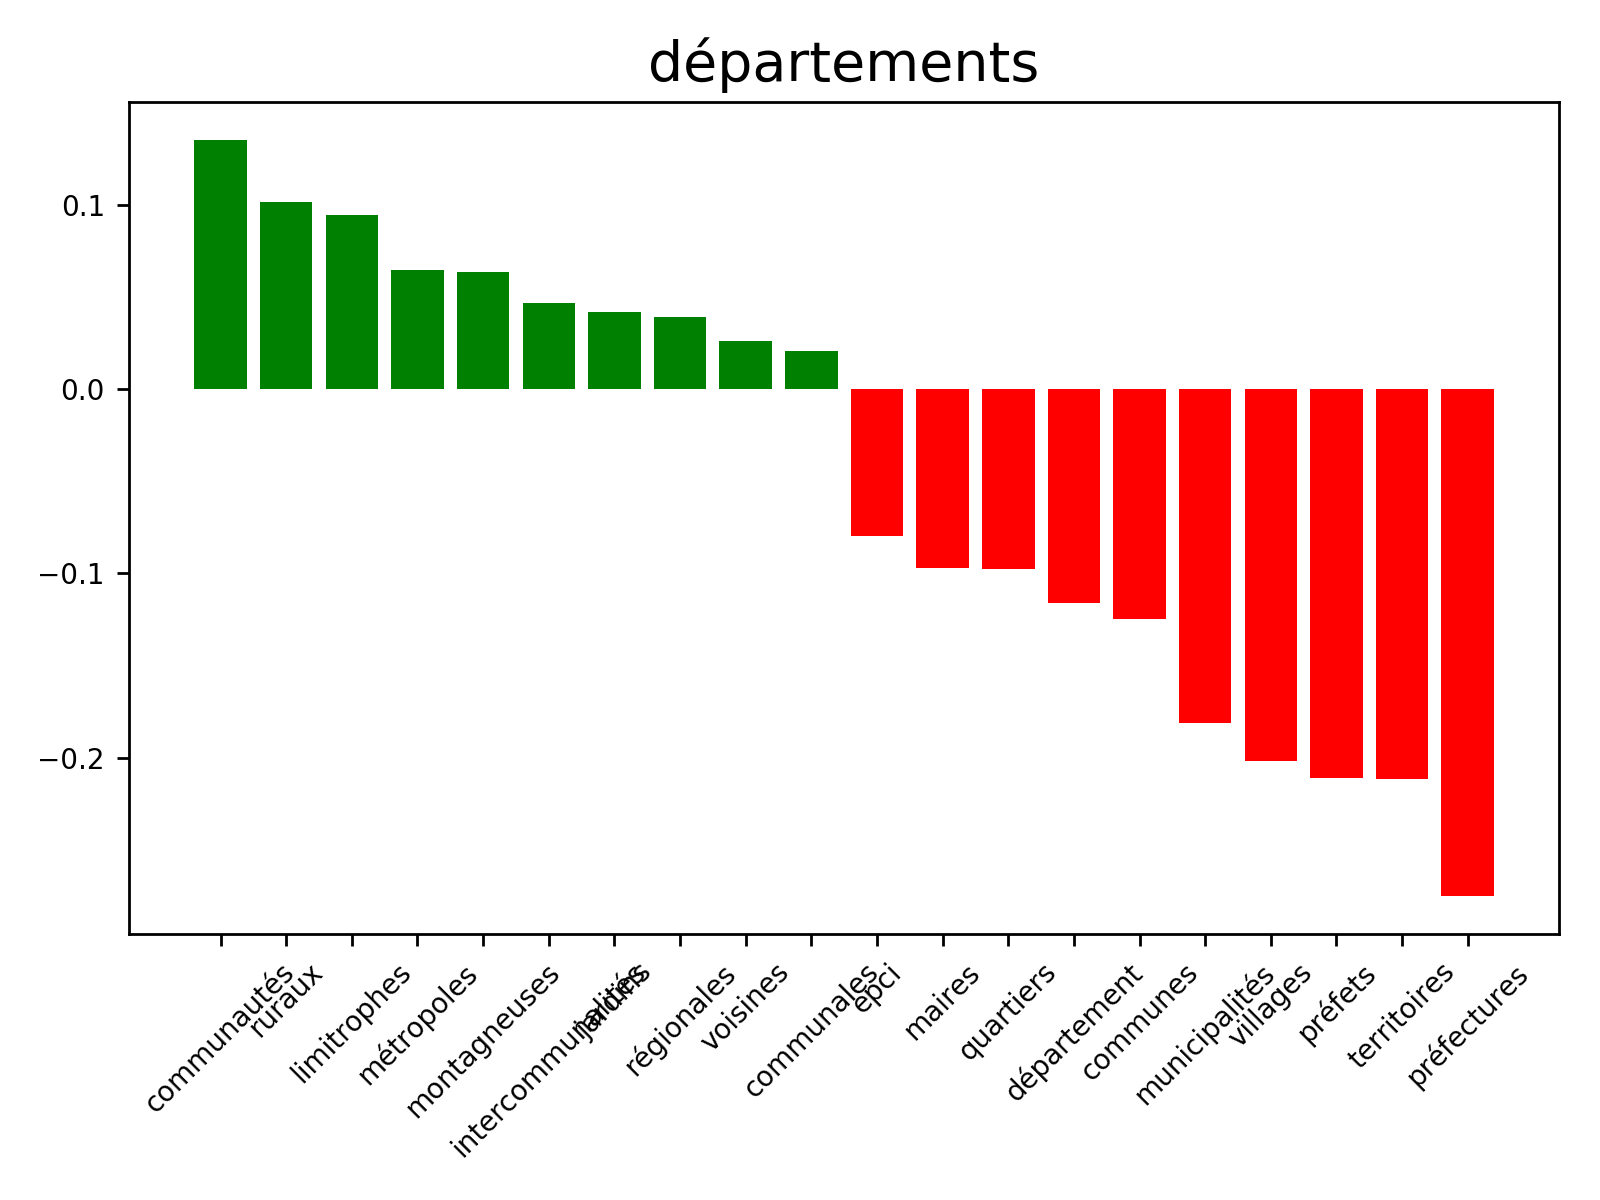 départements
0.1
0.0
−0.1
−0.2
communautés
ruraux
limitrophes
métropoles
montagneuses
intercommunalités
jardins
régionales
voisines
communales
epci
maires
quartiers
département
communes
municipalités
villages
préfets
territoires
préfectures